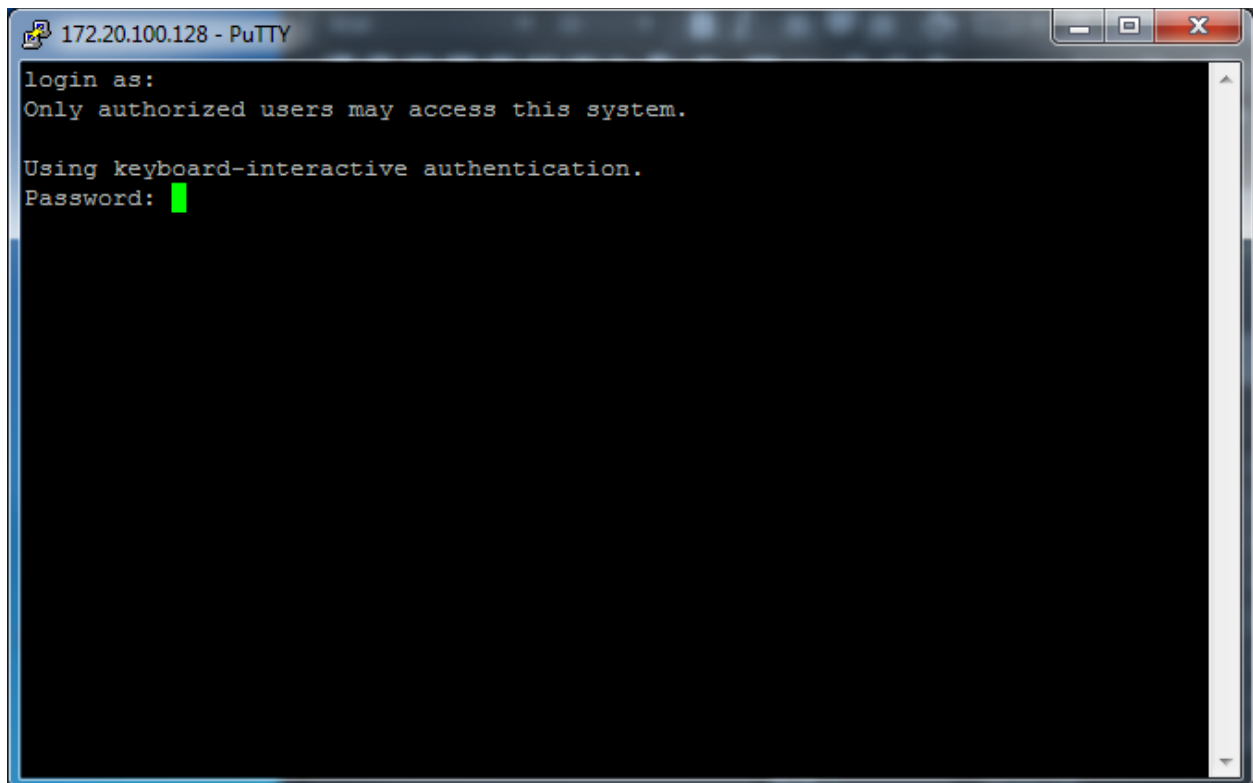 172.20.100.128 - PuTTY
login as:
Only authorized users may access this system.
Using keyboard-interactive authentication.
Password: